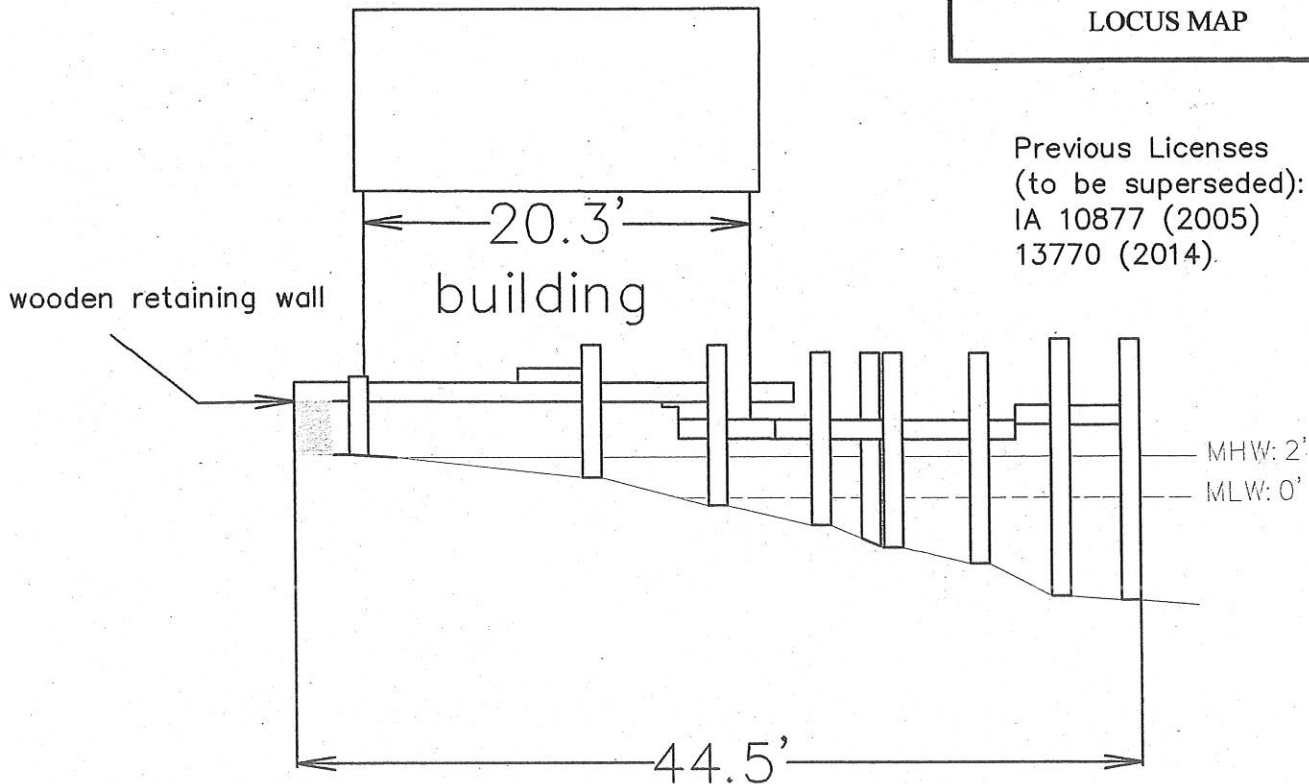 LOCUS MAP
Previous Licenses
(to be superseded):
IA 10877 (2005)
13770 (2014)
20.3'
building
wooden retaining wall
MHW: 2'
MLW: 0'
44.5'